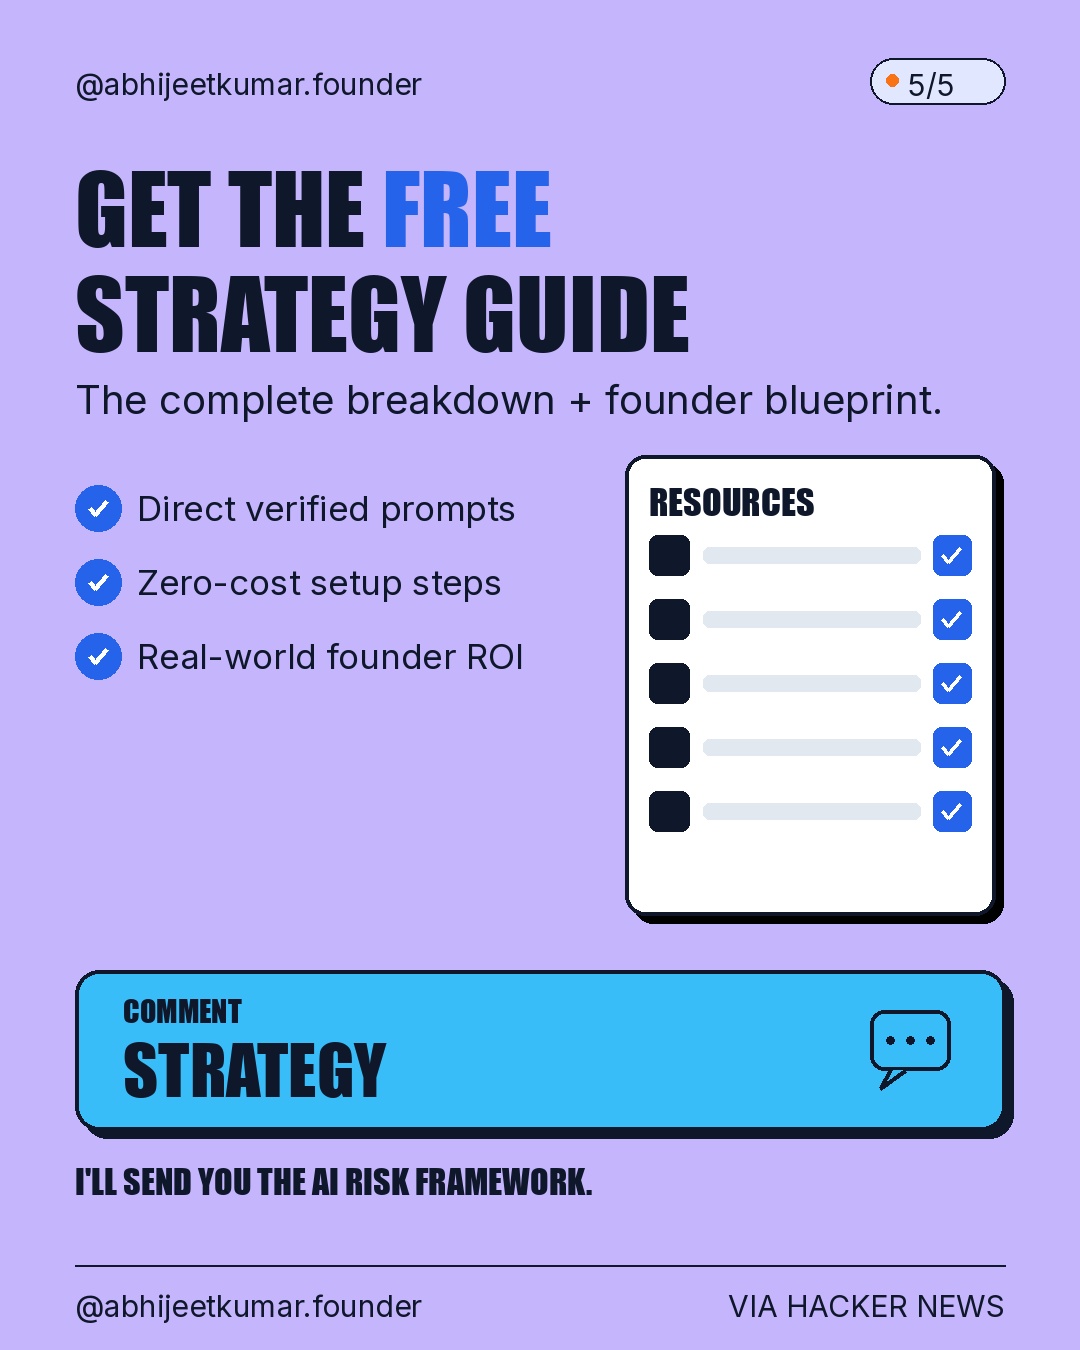 @abhijeetkumar.founder
5/5
GET THE FREE
STRATEGY GUIDE
The complete breakdown + founder blueprint.
Direct verified prompts
Zero-cost setup steps
Real-world founder ROI
RESOURCES
COMMENT
STRATEGY
I'LL SEND YOU THE AI RISK FRAMEWORK.
@abhijeetkumar.founder
VIA HACKER NEWS